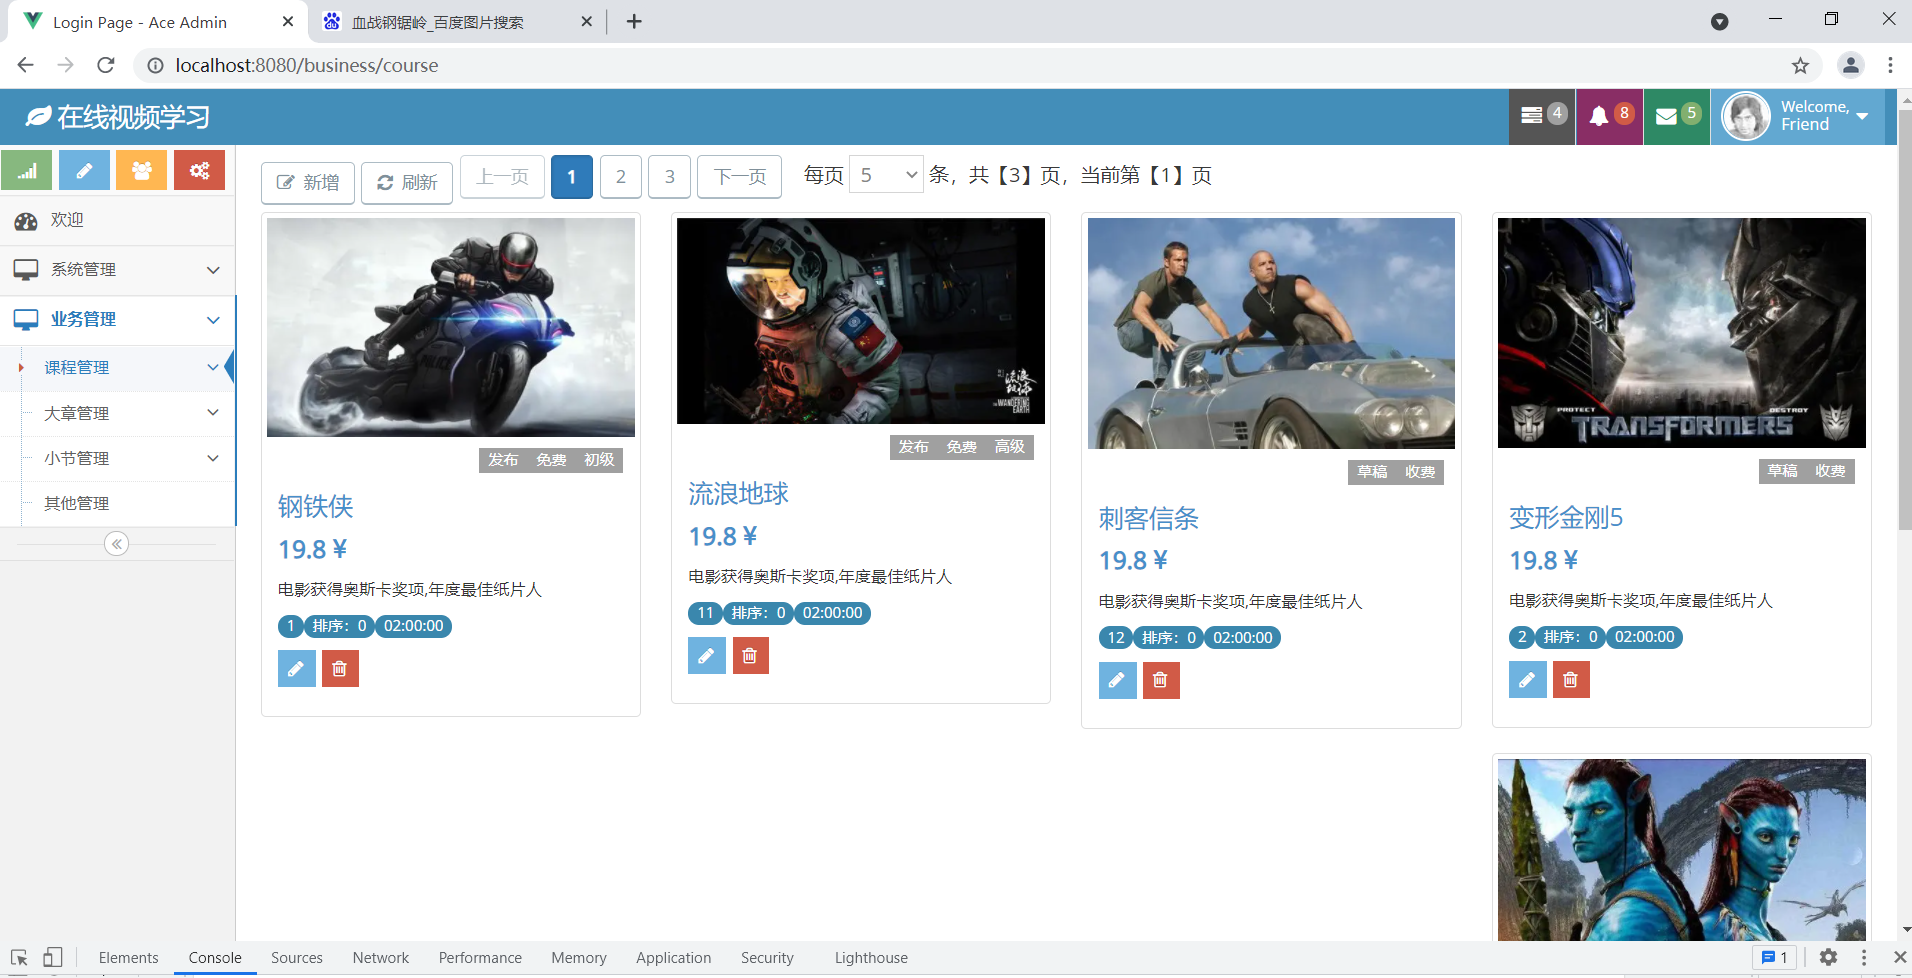 Login Page - Ace Admin
血战钢锯岭_百度图片搜索
localhost:8080/business/course
在线视频学习
4
8
5
Welcome,
Friend
新增
刷新
上一页
1
2
3
下一页
每页 5 条，共【3】页，当前第【1】页
欢迎
系统管理
业务管理
课程管理
大章管理
小节管理
其他管理
发布 免费 初级
钢铁侠
19.8 ¥
电影获得奥斯卡奖项,年度最佳纸片人
1 排序：0 02:00:00
流浪地球
THE WANDERING
EARTH
发布 免费 高级
流浪地球
19.8 ¥
电影获得奥斯卡奖项,年度最佳纸片人
11 排序：0 02:00:00
草稿 收费
刺客信条
19.8 ¥
电影获得奥斯卡奖项,年度最佳纸片人
12 排序：0 02:00:00
PROTECT DESTROY
TRANSFORMERS
草稿 收费
变形金刚5
19.8 ¥
电影获得奥斯卡奖项,年度最佳纸片人
2 排序：0 02:00:00
Elements Console Sources Network Performance Memory Application Security Lighthouse
1